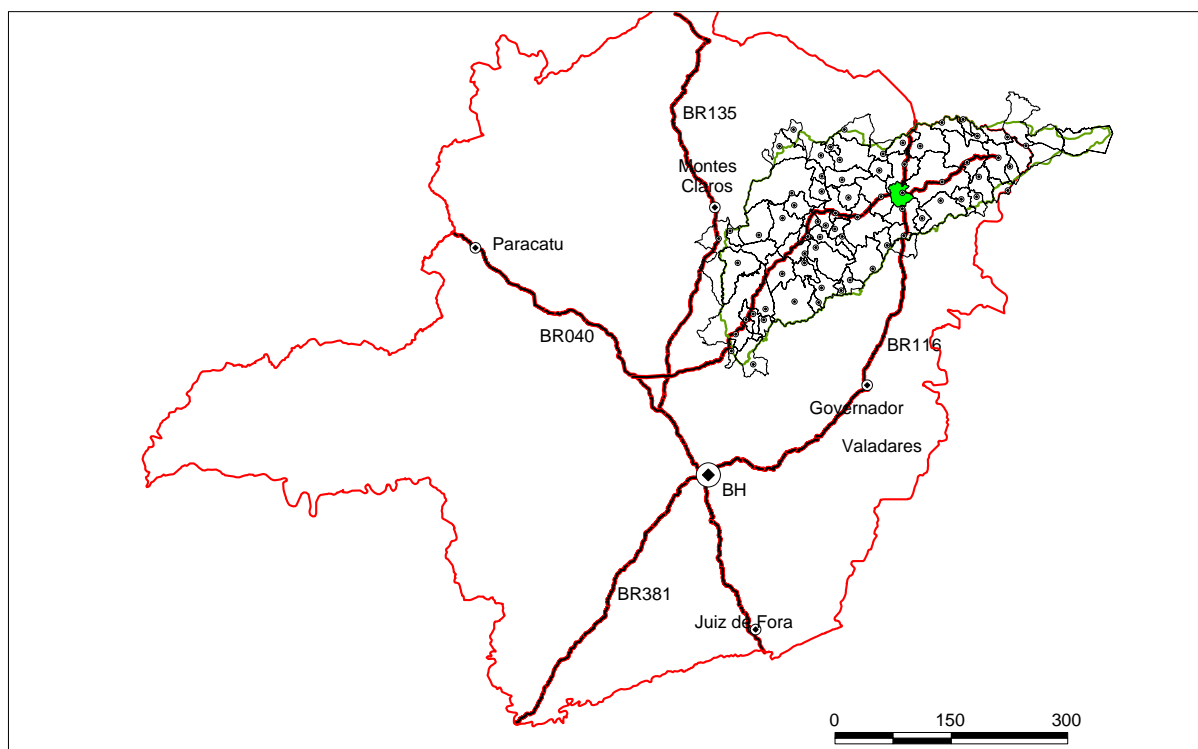 BR135
Montes
Claros
Paracatu
BR040
BR116
Governador
Valadares
BH
BR381
Juiz de Fora
0 150 300